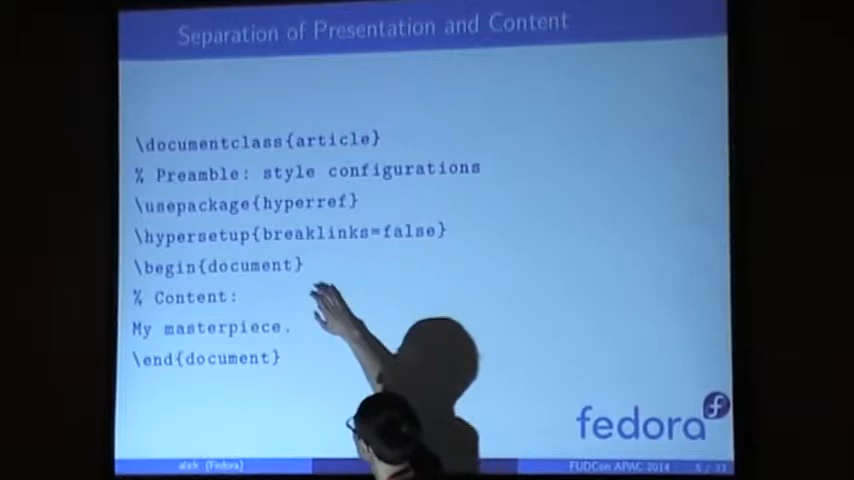 Separation of Presentation and Content
\documentclass{article}
% Preamble: style configurations
\usepackage{hyperref}
\hypersetup{breaklinks=false}
\begin{document}
% Content:
My masterpiece.
\end{document}
fedora
(Fedora)
FUDCon APAC 2014